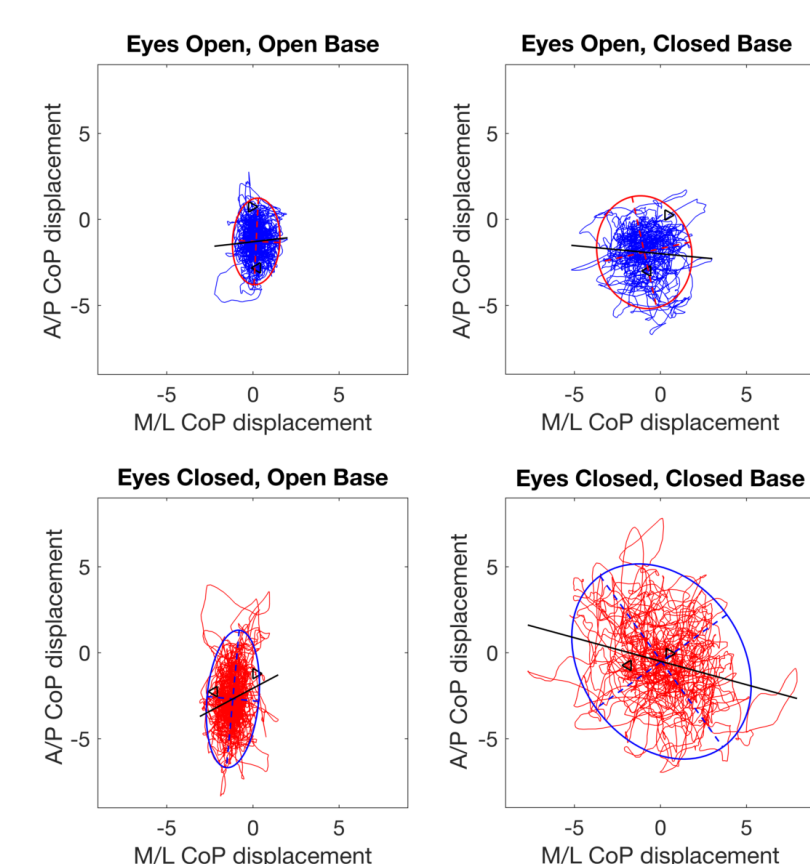 Eyes Open, Open Base
Eyes Open, Closed Base
A/P CoP displacement
5
0
-5
-5 0 5
M/L CoP displacement
A/P CoP displacement
5
0
-5
-5 0 5
M/L CoP displacement
Eyes Closed, Open Base
Eyes Closed, Closed Base
A/P CoP displacement
5
0
-5
-5 0 5
M/L CoP displacement
A/P CoP displacement
5
0
-5
-5 0 5
M/L CoP displacement